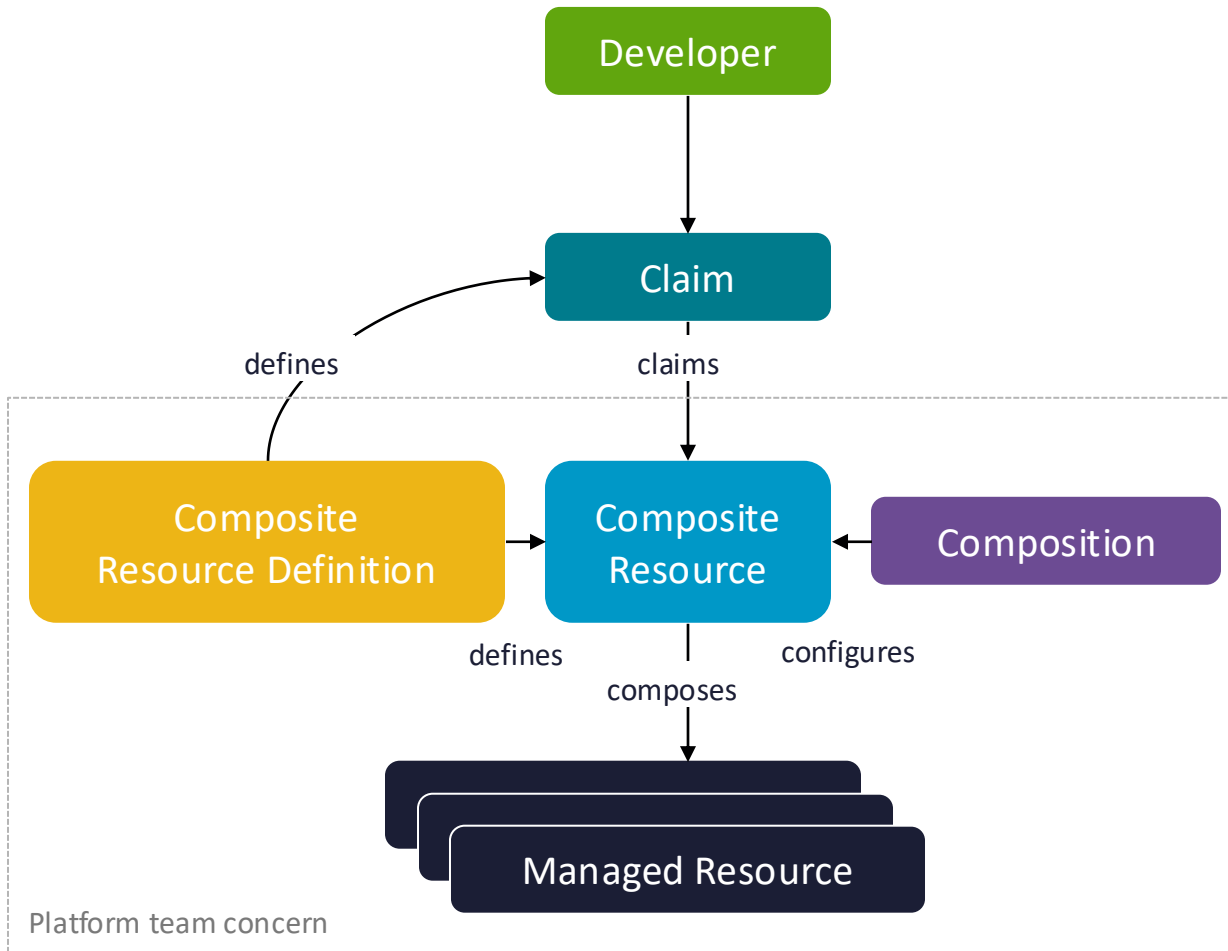 Developer
Claim
defines
claims
Composite
Resource Definition
Composite
Resource
Composition
defines
configures
composes
Managed Resource
Platform team concern